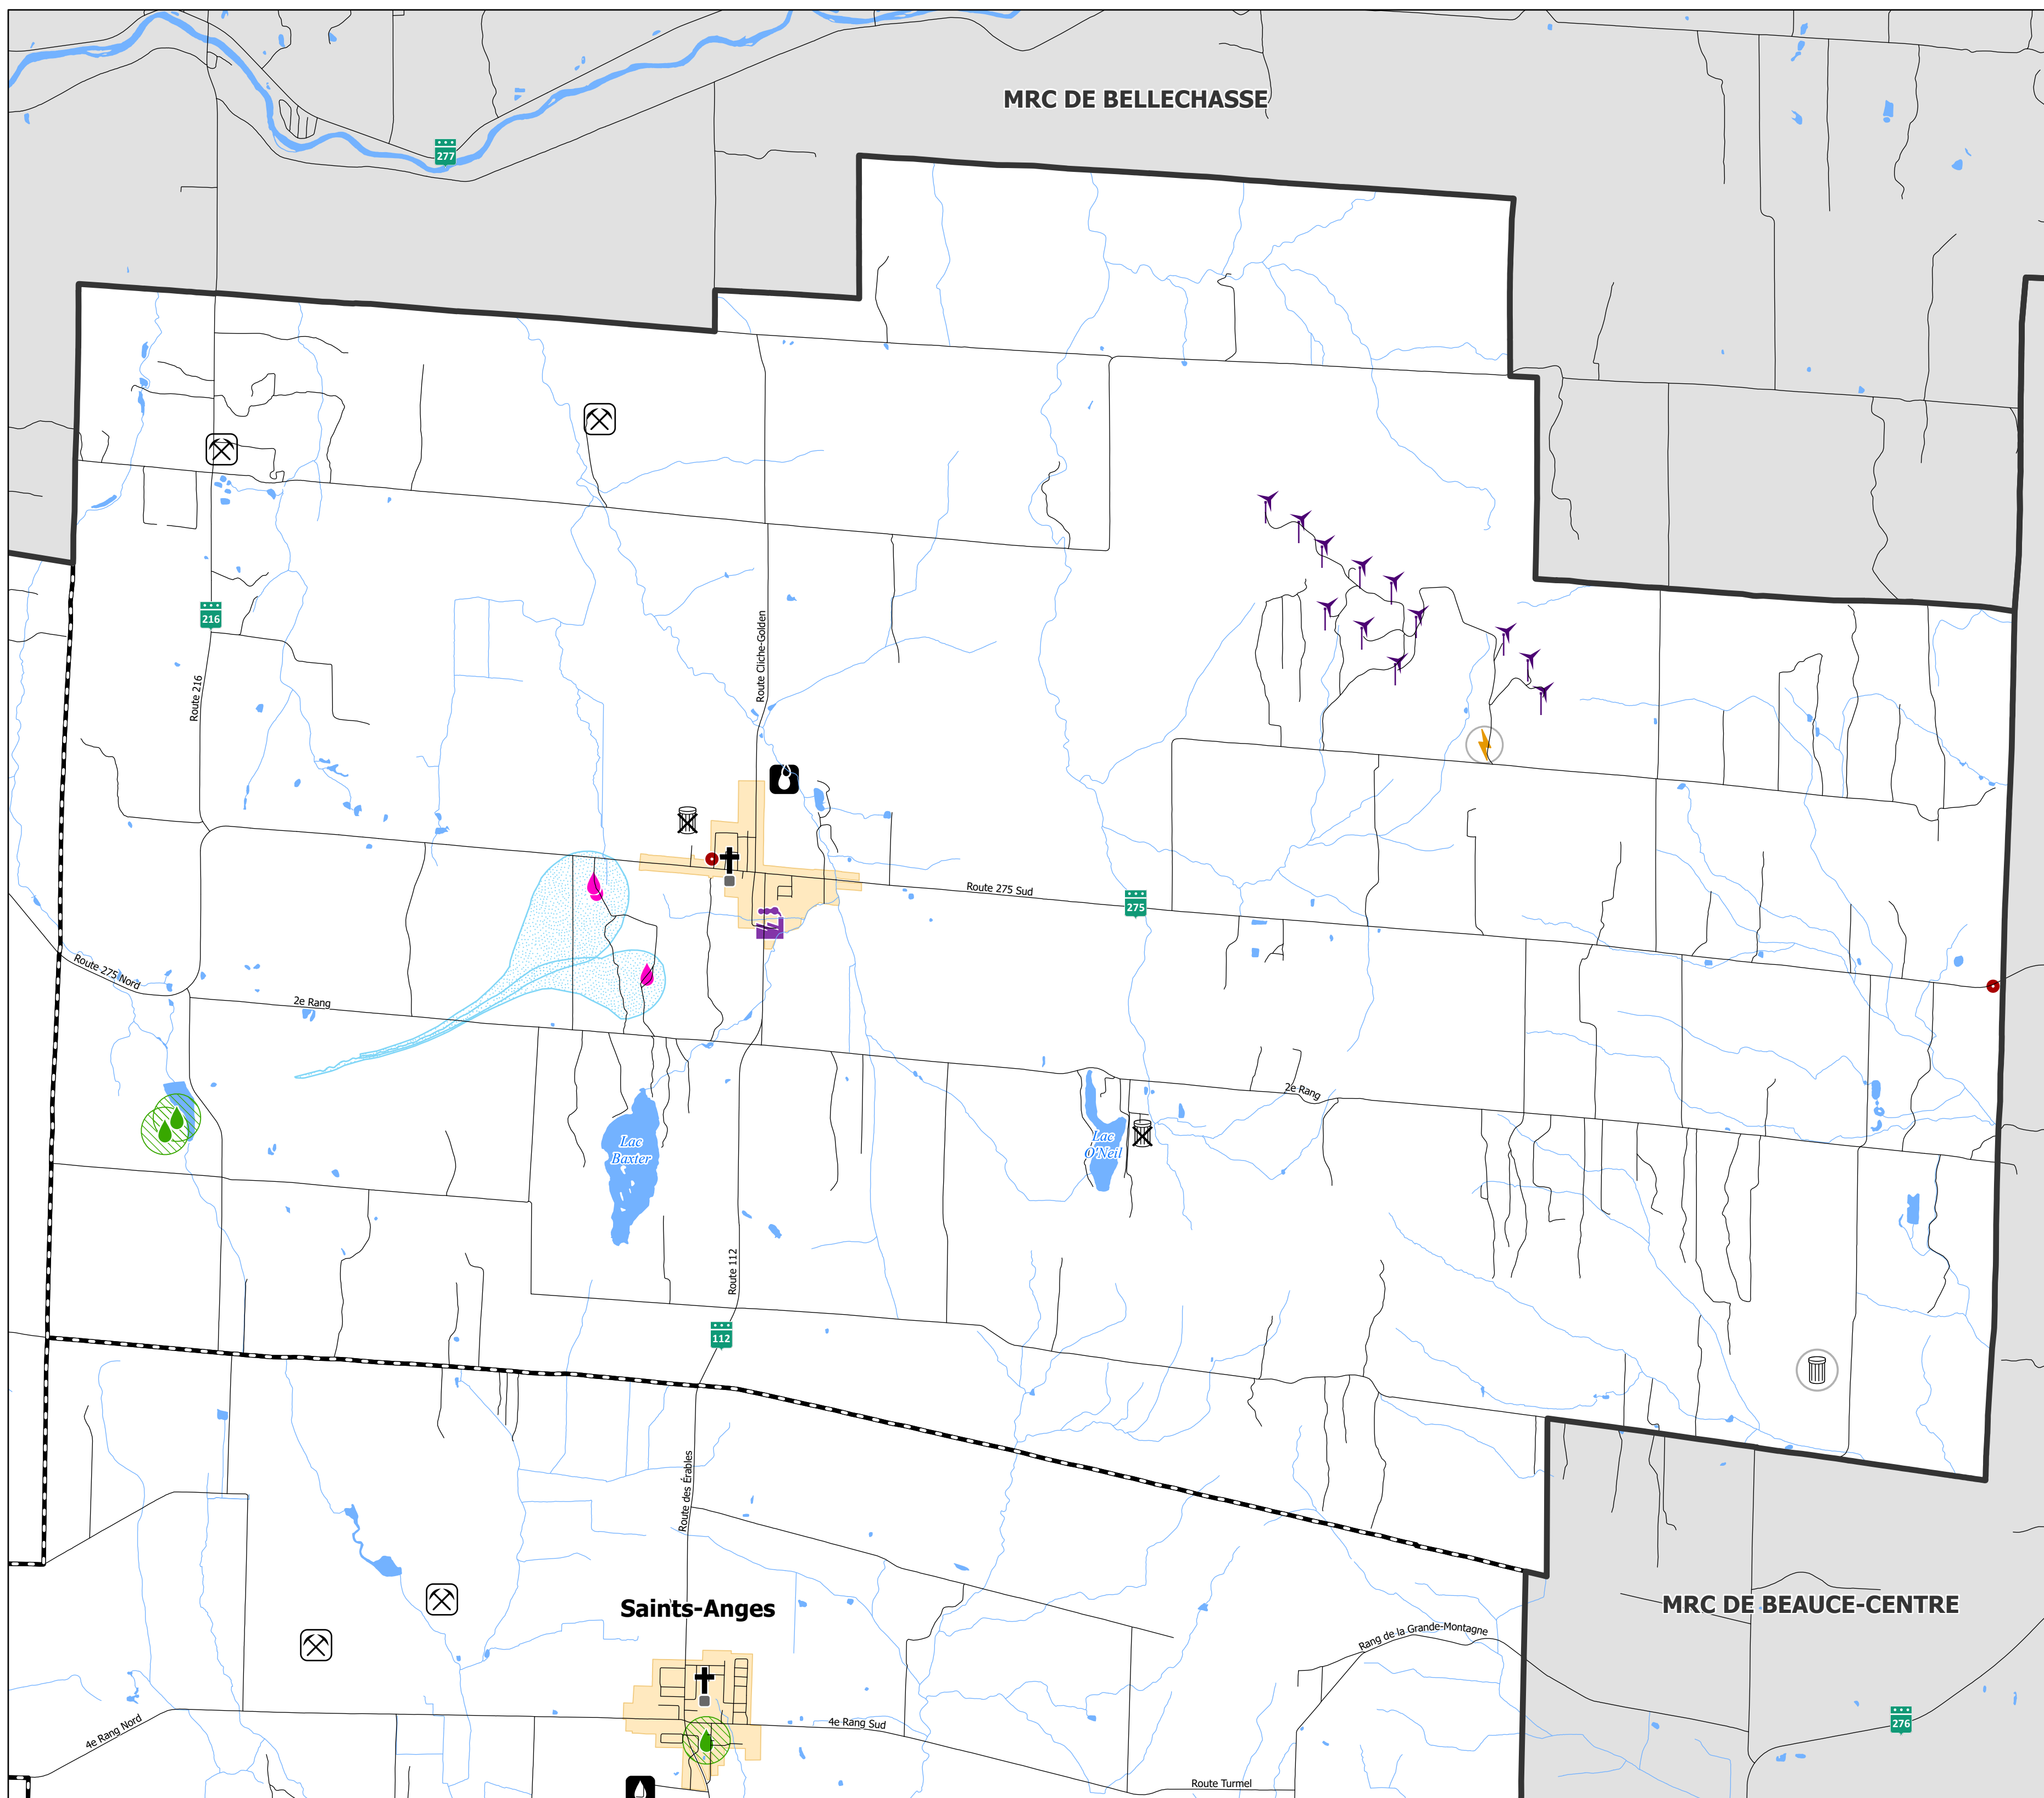 MRC DE BELLECHASSE
277
216
Route Cliche-Golden
Route 216
Route 275 Sud
275
Route 275 Nord
2e Rang
2e Rang
Lac
Baxter
Lac
O'Neil
Route 112
112
Route des Érables
Saints-Anges
MRC DE BEAUCE-CENTRE
Rang de la Grande-Montagne
276
4e Rang Nord
4e Rang Sud
Route Turmel